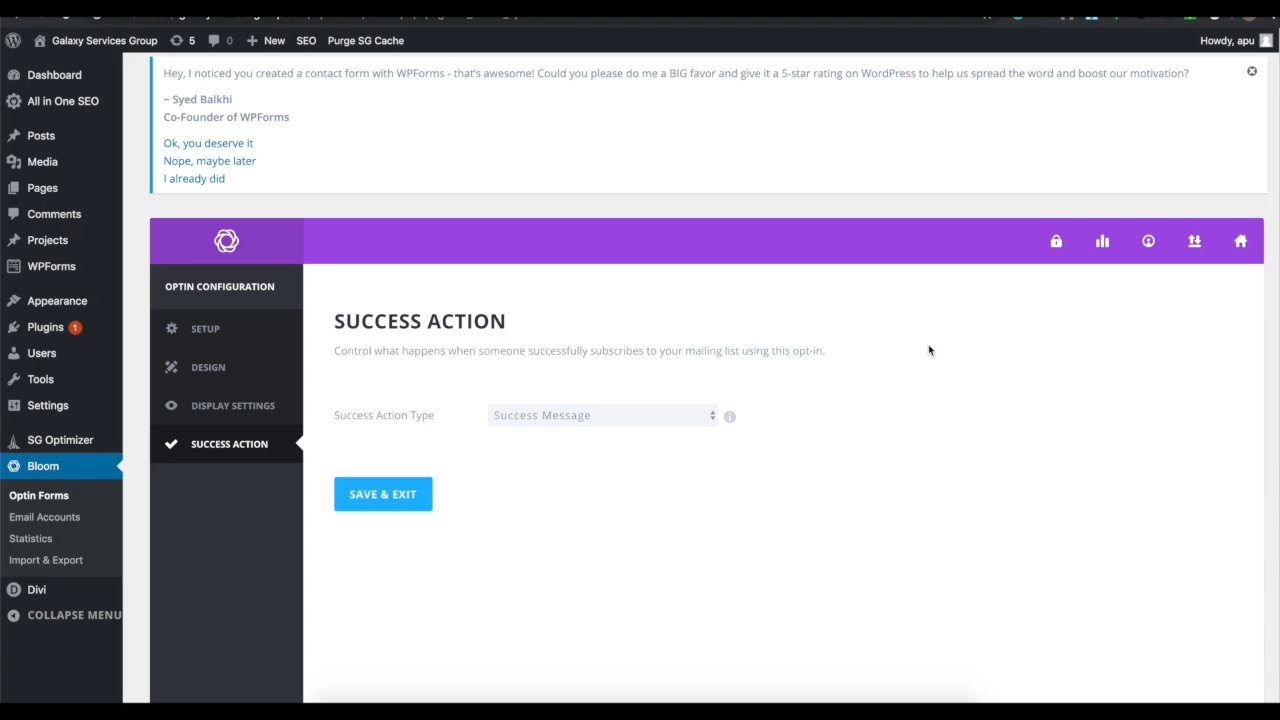 Galaxy Services Group 5 0 New SEO Purge SG Cache Howdy, apu
Dashboard
All in One SEO
Posts
Media
Pages
Comments
Projects
WPForms
Appearance
Plugins 1
Users
Tools
Settings
SG Optimizer
Bloom
Optin Forms
Email Accounts
Statistics
Import & Export
Divi
COLLAPSE MENU
Hey, I noticed you created a contact form with WPForms - that's awesome! Could you please do me a BIG favor and give it a 5-star rating on WordPress to help us spread the word and boost our motivation?
~ Syed Balkhi
Co-Founder of WPForms
Ok, you deserve it
Nope, maybe later
I already did
OPTIN CONFIGURATION
SETUP
DESIGN
DISPLAY SETTINGS
SUCCESS ACTION
SUCCESS ACTION
Control what happens when someone successfully subscribes to your mailing list using this opt-in.
Success Action Type Success Message
SAVE & EXIT